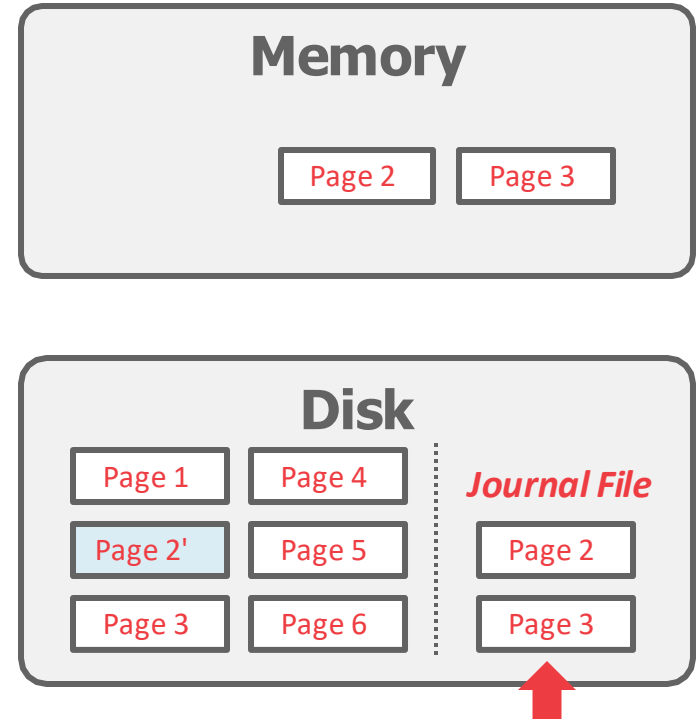 Memory
Page 2 Page 3
Disk
Page 1 Page 4
Page 2' Page 5
Page 3 Page 6
Journal File
Page 2
Page 3